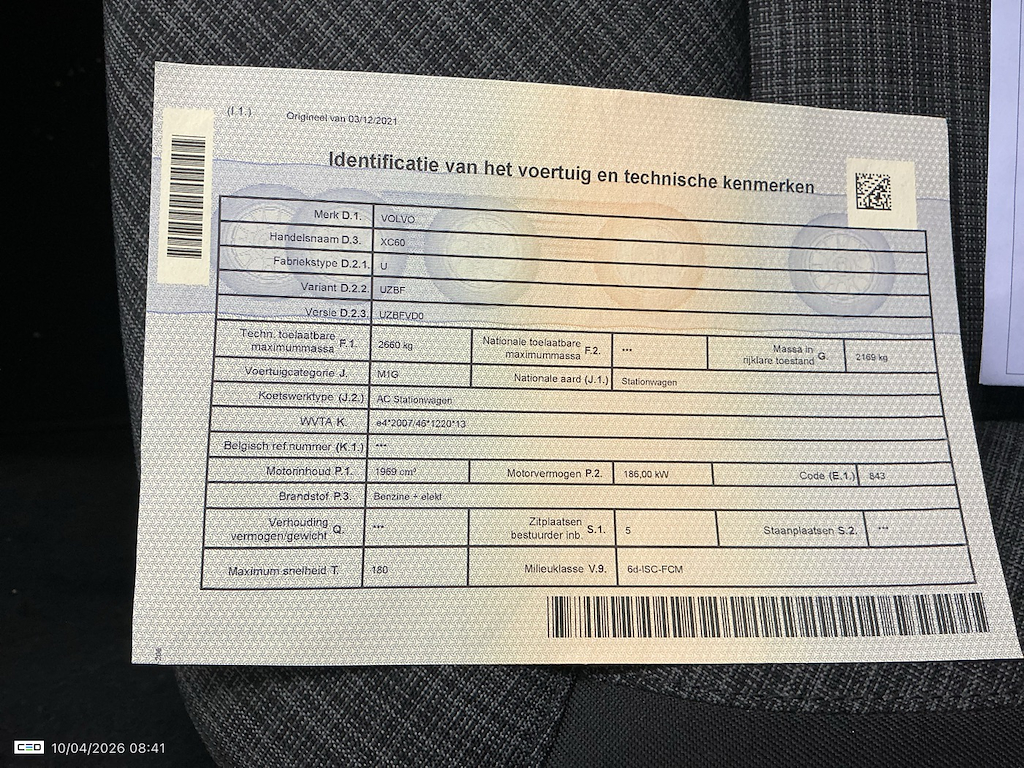 (I.1.) Origineel van 03/12/2021
Identificatie van het voertuig en technische kenmerken
Merk D.1. VOLVO
Handelsnaam D.3. XC60
Fabriekstype D.2.1. U
Variant D.2.2. UZBF
Versie D.2.3. UZBFVD0
Techn. toelaatbare maximummassa F.1. 2660 kg Nationale toelaatbare maximummassa F.2. *** Massa in rijklare toestand G. 2169 kg
Voertuigcategorie J. M1G Nationale aard (J.1.) Stationwagen
Koetswerktype (J.2.) AC Stationwagen
WVTA K. e4*2007/46*1220*13
Belgisch ref.nummer (K.1.) ***
Motorinhoud P.1. 1969 cm³ Motorvermogen P.2. 186,00 kW Code (E.1.) 843
Brandstof P.3. Benzine + elekt
Verhouding vermogen/gewicht Q. *** Zitplaatsen bestuurder inb. S.1. 5 Staanplaatsen S.2. ***
Maximum snelheid T. 180 Milieuklasse V.9. 6d-ISC-FCM
CEO 10/04/2026 08:41